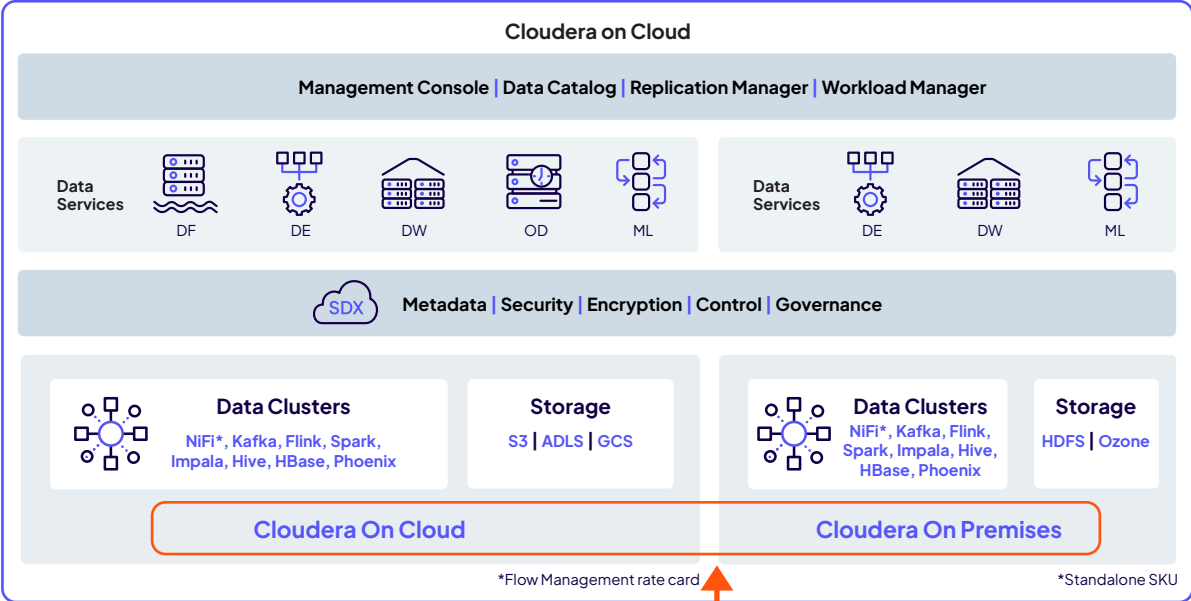 Cloudera on Cloud
Management Console | Data Catalog | Replication Manager | Workload Manager
Data
Services
DF
DE
DW
OD
ML
Data
Services
DE
DW
ML
SDX
Metadata | Security | Encryption | Control | Governance
Data Clusters
NiFi*, Kafka, Flink, Spark,
Impala, Hive, HBase, Phoenix
Storage
S3 | ADLS | GCS
Data Clusters
NiFi*, Kafka, Flink,
Spark, Impala, Hive,
HBase, Phoenix
Storage
HDFS | Ozone
Cloudera On Cloud
Cloudera On Premises
*Flow Management rate card
*Standalone SKU